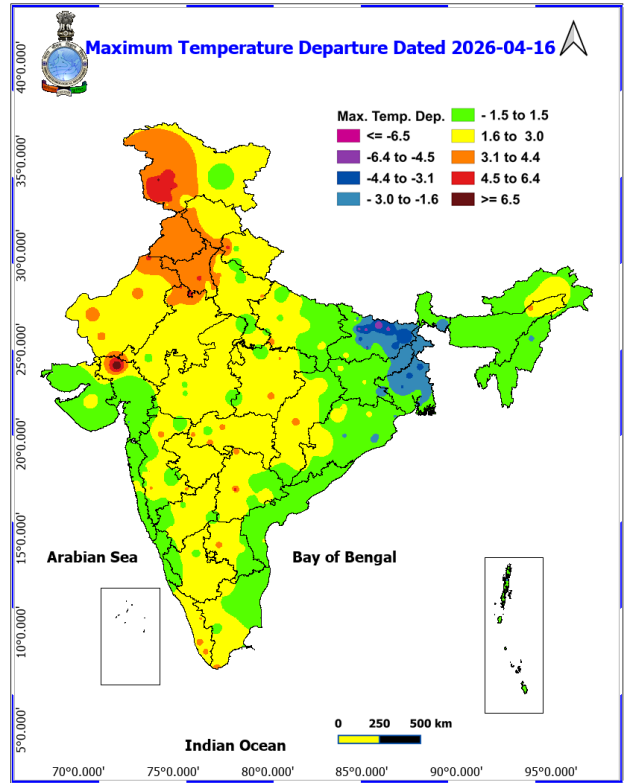 Maximum Temperature Departure Dated 2026-04-16
Max. Temp. Dep.
<= -6.5
-6.4 to -4.5
-4.4 to -3.1
- 3.0 to -1.6
- 1.5 to 1.5
1.6 to 3.0
3.1 to 4.4
4.5 to 6.4
>= 6.5
40°0.000'
35°0.000'
30°0.000'
25°0.000'
20°0.000'
15°0.000'
10°0.000'
5°0.000'
Arabian Sea
Bay of Bengal
Indian Ocean
0 250 500 km
70°0.000' 75°0.000' 80°0.000' 85°0.000' 90°0.000' 95°0.000'